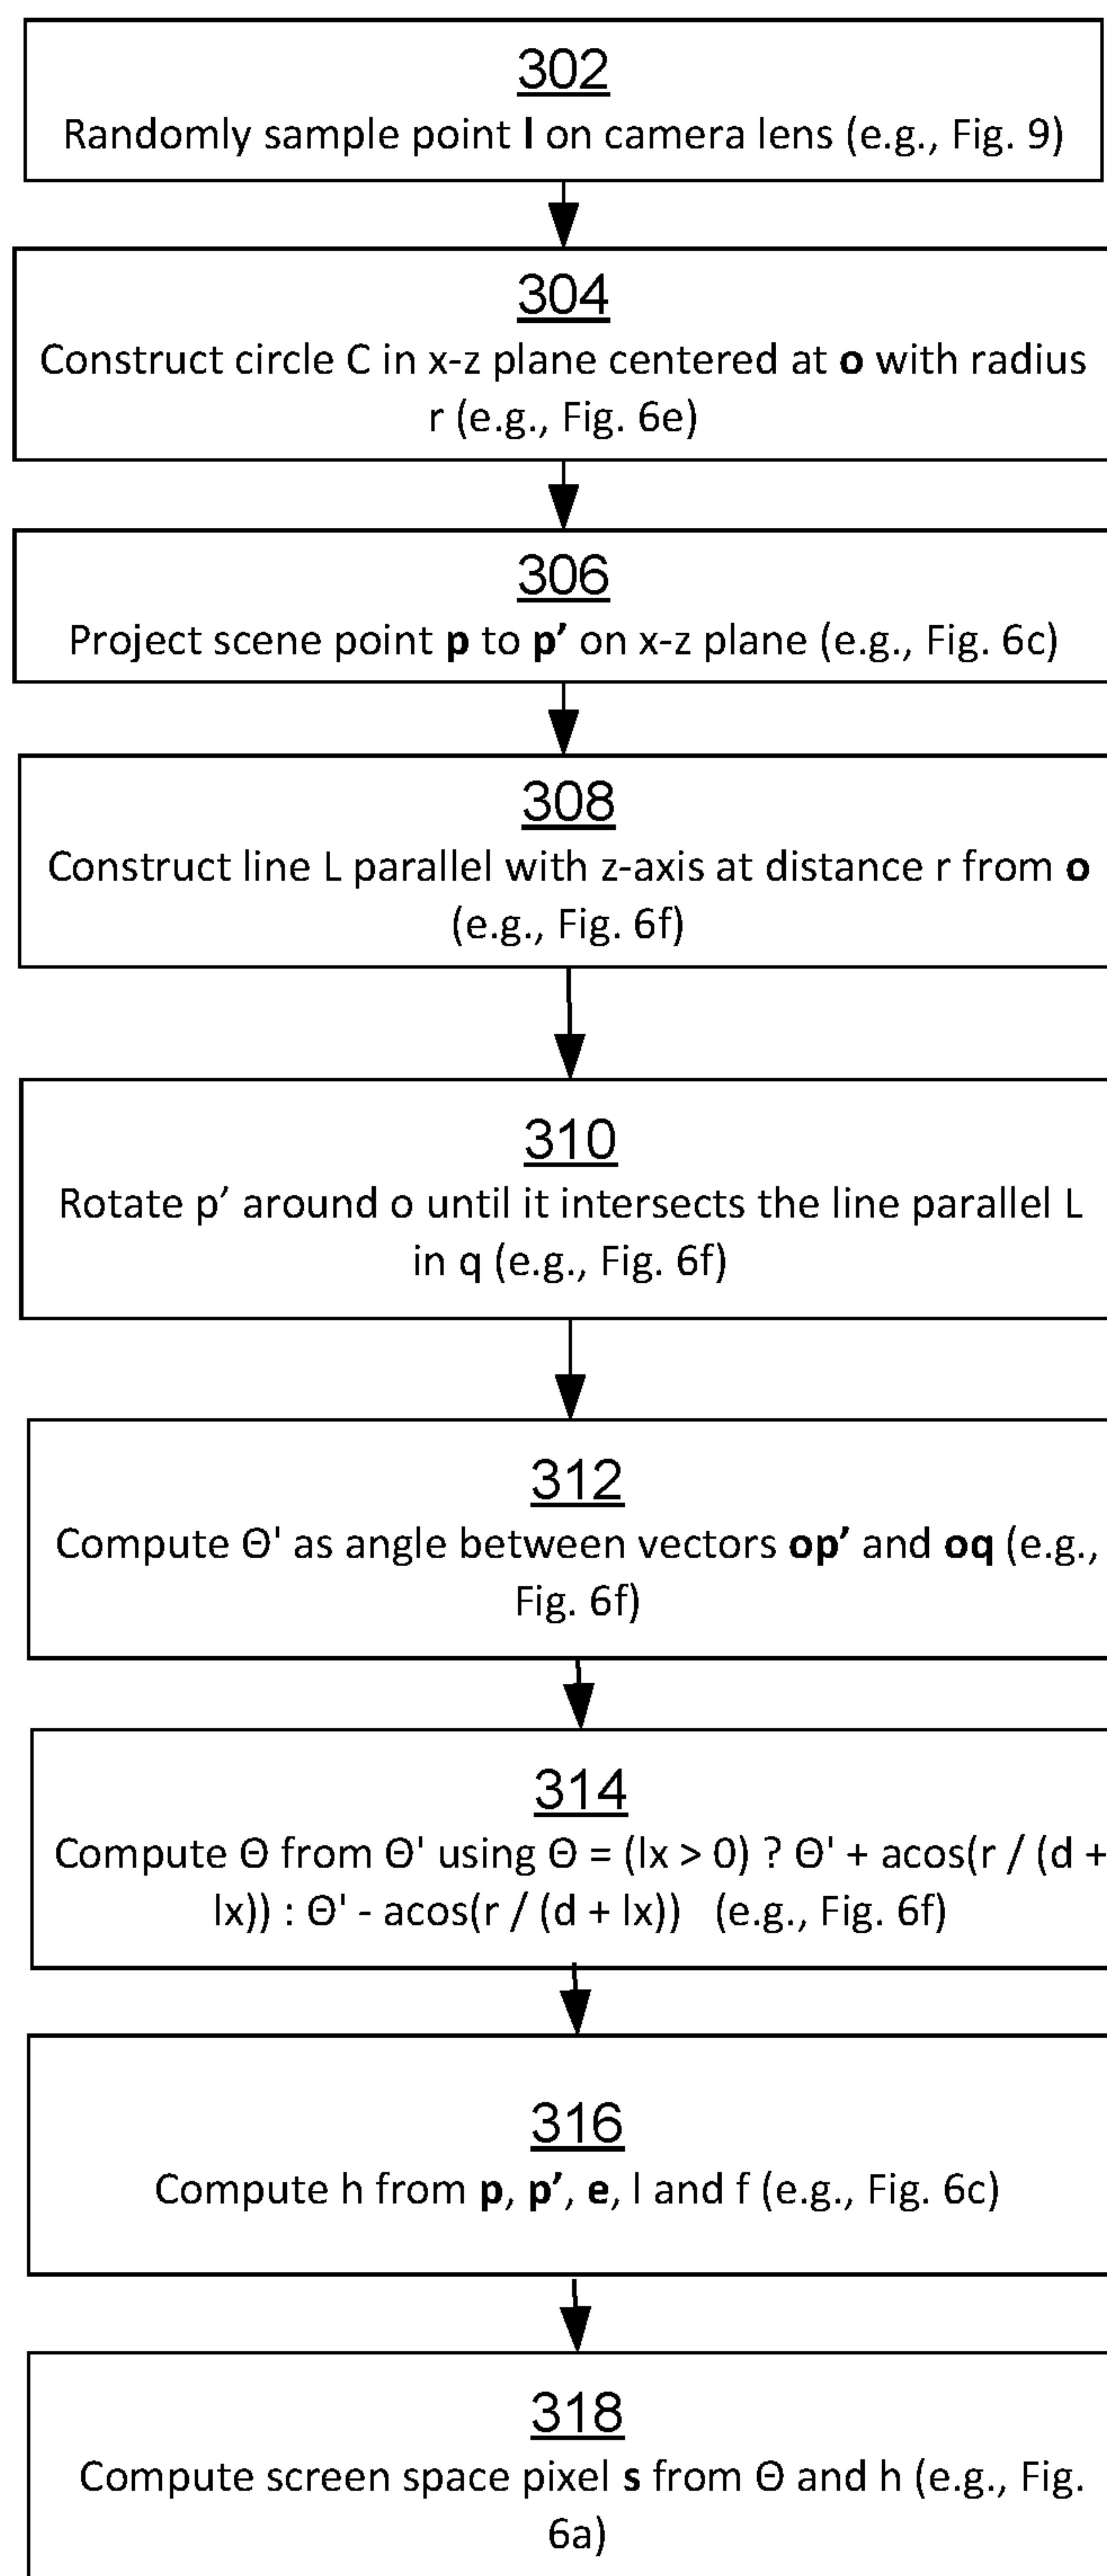 302
Randomly sample point l on camera lens (e.g., Fig. 9)
304
Construct circle C in x-z plane centered at o with radius
r (e.g., Fig. 6e)
306
Project scene point p to p’ on x-z plane (e.g., Fig. 6c)
308
Construct line L parallel with z-axis at distance r from o
(e.g., Fig. 6f)
310
Rotate p’ around o until it intersects the line parallel L
in q (e.g., Fig. 6f)
312
Compute Θ' as angle between vectors op’ and oq (e.g.,
Fig. 6f)
314
Compute Θ from Θ' using Θ = (lx > 0) ? Θ' + acos(r / (d +
lx)) : Θ' - acos(r / (d + lx)) (e.g., Fig. 6f)
316
Compute h from p, p’, e, l and f (e.g., Fig. 6c)
318
Compute screen space pixel s from Θ and h (e.g., Fig.
6a)